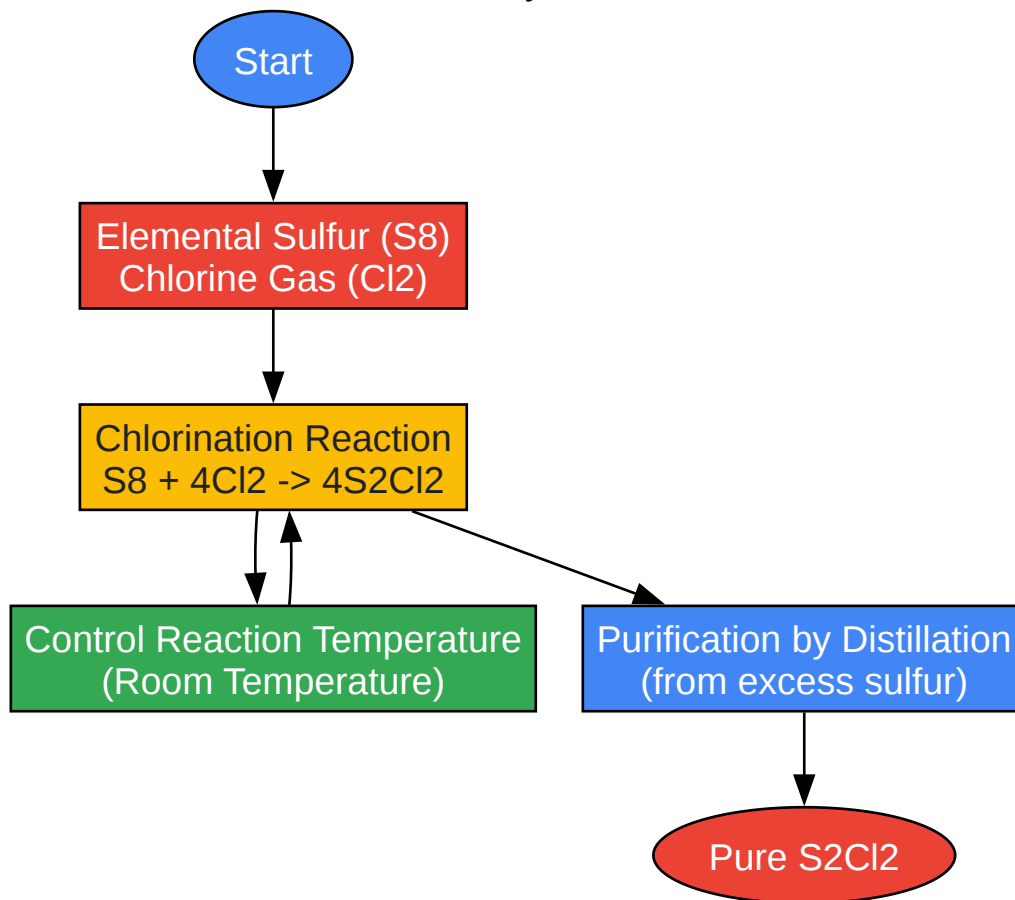 Start
Elemental Sulfur (S8)
Chlorine Gas (Cl2)
Chlorination Reaction
S8 + 4Cl2 -> 4S2Cl2
Control Reaction Temperature
(Room Temperature)
Purification by Distillation
(from excess sulfur)
Pure S2Cl2